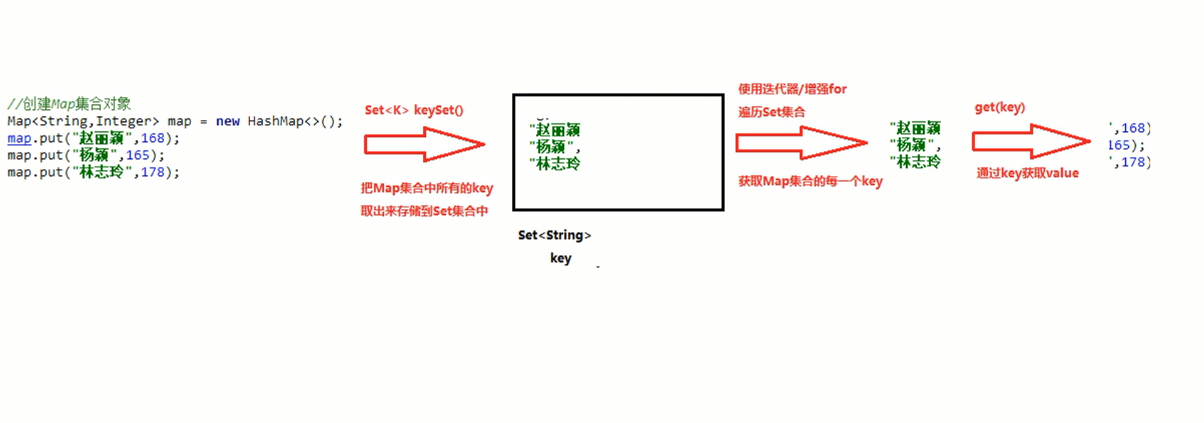 //创建Map集合对象
Map<String,Integer> map = new HashMap<>();
map.put("赵丽颖",168);
map.put("杨颖",165);
map.put("林志玲",178);
Set<K> keySet()
把Map集合中所有的key
取出来存储到Set集合中
"赵丽颖
"杨颖",
"林志玲
Set<String>
key
使用迭代器/增强for
遍历Set集合
获取Map集合的每一个key
"赵丽颖
"杨颖",
"林志玲
get(key)
通过key获取value
",168)
165);
",178)